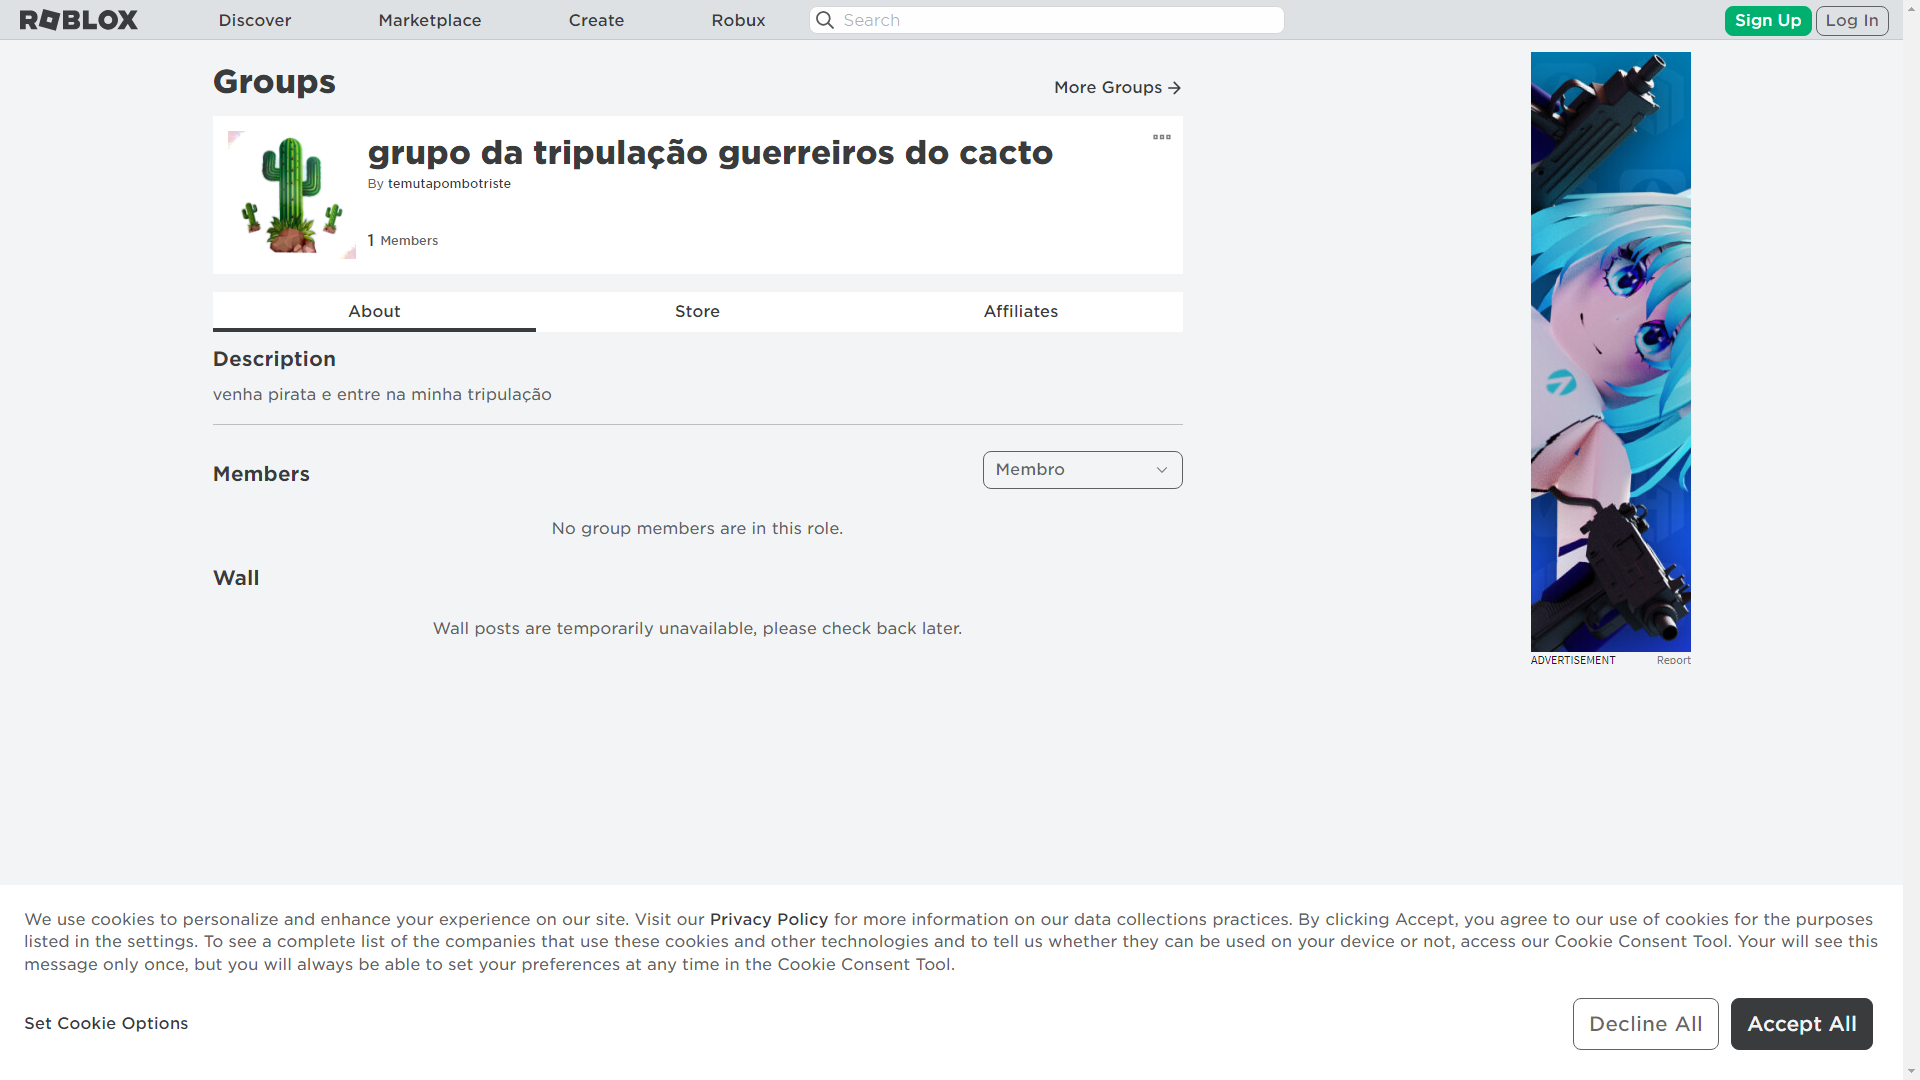 ROBLOX
Discover
Marketplace
Create
Robux
Search
Sign Up
Log In
Groups
More Groups
grupo da tripulação guerreiros do cacto
By temutapombotriste
1 Members
About
Store
Affiliates
Description
venha pirata e entre na minha tripulação
Members
Membro
No group members are in this role.
Wall
Wall posts are temporarily unavailable, please check back later.
ADVERTISEMENT
Report
We use cookies to personalize and enhance your experience on our site. Visit our Privacy Policy for more information on our data collections practices. By clicking Accept, you agree to our use of cookies for the purposes
listed in the settings. To see a complete list of the companies that use these cookies and other technologies and to tell us whether they can be used on your device or not, access our Cookie Consent Tool. Your will see this
message only once, but you will always be able to set your preferences at any time in the Cookie Consent Tool.
Set Cookie Options
Decline All
Accept All